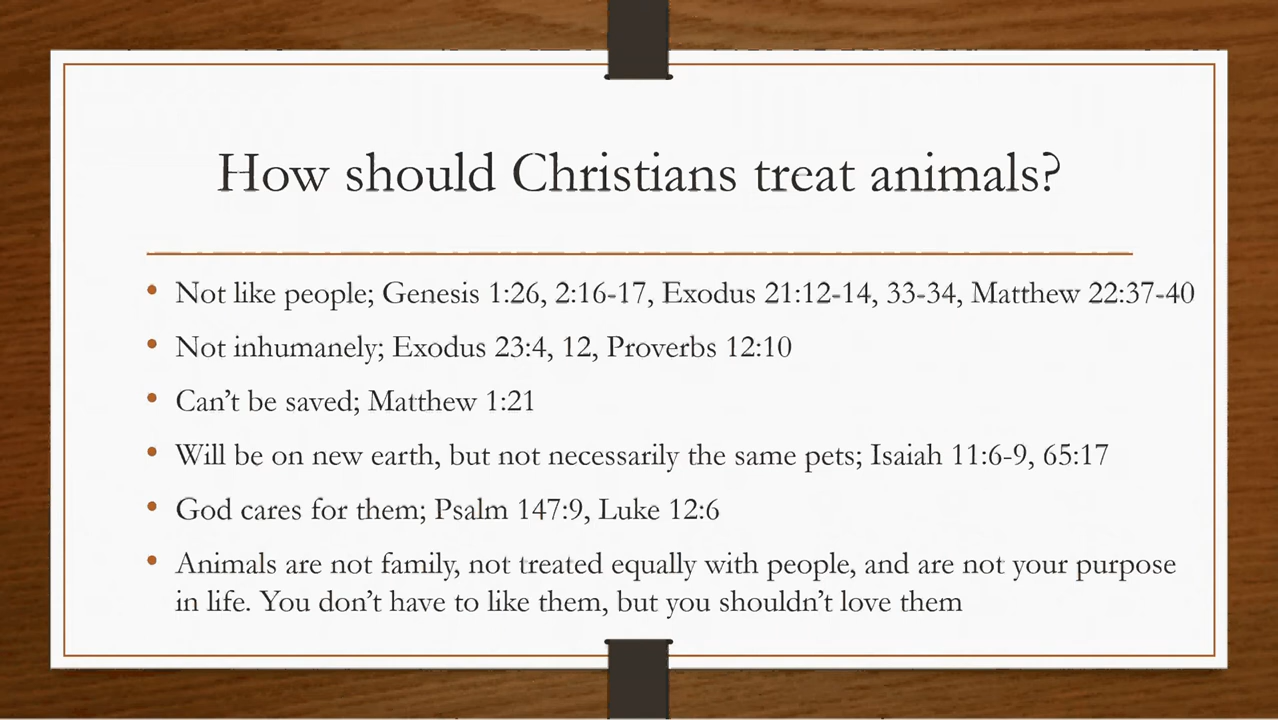 How should Christians treat animals?
• Not like people; Genesis 1:26, 2:16-17, Exodus 21:12-14, 33-34, Matthew 22:37-40
• Not inhumanely; Exodus 23:4, 12, Proverbs 12:10
• Can’t be saved; Matthew 1:21
• Will be on new earth, but not necessarily the same pets; Isaiah 11:6-9, 65:17
• God cares for them; Psalm 147:9, Luke 12:6
• Animals are not family, not treated equally with people, and are not your purpose
in life. You don’t have to like them, but you shouldn’t love them